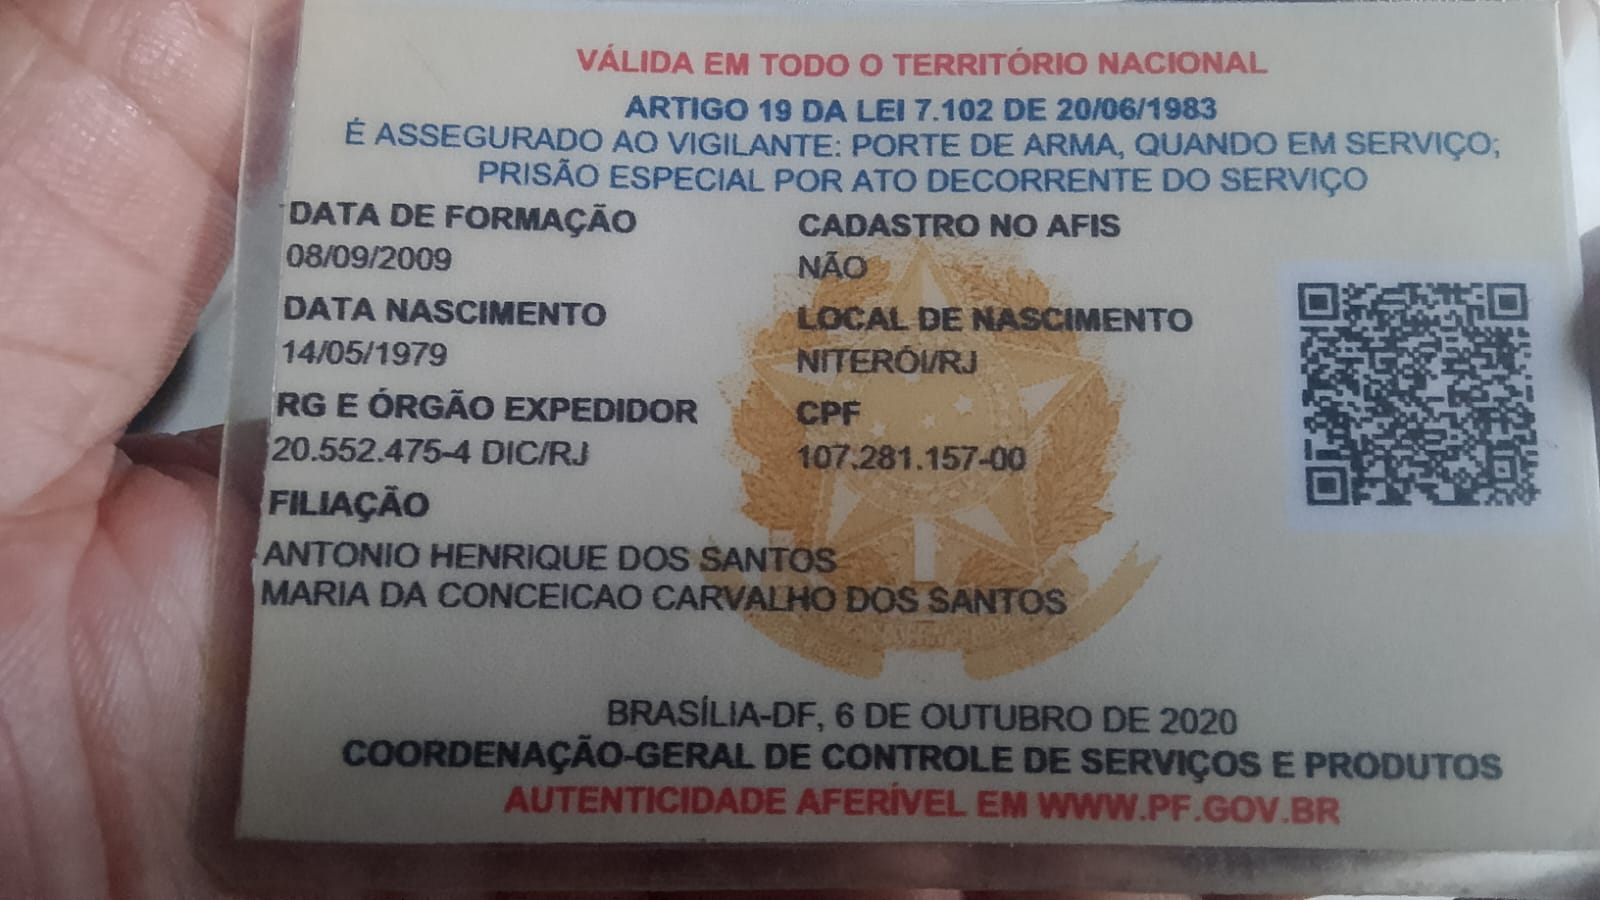 VÁLIDA EM TODO O TERRITÓRIO NACIONAL
ARTIGO 19 DA LEI 7.102 DE 20/06/1983
É ASSEGURADO AO VIGILANTE: PORTE DE ARMA, QUANDO EM SERVIÇO;
PRISÃO ESPECIAL POR ATO DECORRENTE DO SERVIÇO
DATA DE FORMAÇÃO
08/09/2009
CADASTRO NO AFIS
NÃO
DATA NASCIMENTO
14/05/1979
LOCAL DE NASCIMENTO
NITERÓI/RJ
RG E ÓRGÃO EXPEDIDOR
20.552.475-4 DIC/RJ
CPF
107.281.157-00
FILIAÇÃO
ANTONIO HENRIQUE DOS SANTOS
MARIA DA CONCEICAO CARVALHO DOS SANTOS
BRASÍLIA-DF, 6 DE OUTUBRO DE 2020
COORDENAÇÃO-GERAL DE CONTROLE DE SERVIÇOS E PRODUTOS
AUTENTICIDADE AFERÍVEL EM WWW.PF.GOV.BR